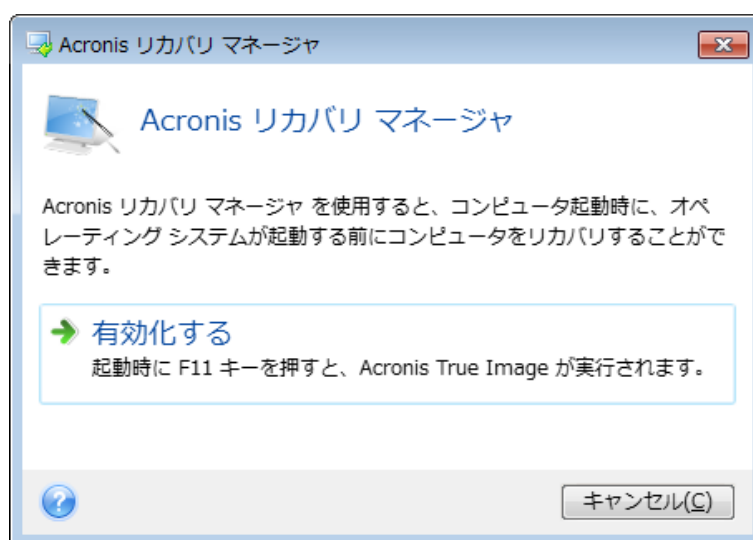 Acronis リカバリ マネージャ
Acronis リカバリ マネージャ
Acronis リカバリ マネージャ を使用すると、コンピュータ起動時に、オペ
レーティング システムが起動する前にコンピュータをリカバリすることがで
きます。
有効化する
起動時に F11 キーを押すと、Acronis True Image が実行されます。
?
キャンセル(C)